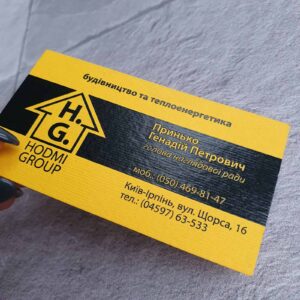 будівництво та теплоенергетика
H.
G.
HODMI
GROUP
Принько
Генадій Петрович
голова наглядової ради
моб.: (050) 469-81-47
Київ-Ірпінь, вул. Щорса, 16
тел.: (04597) 63-533